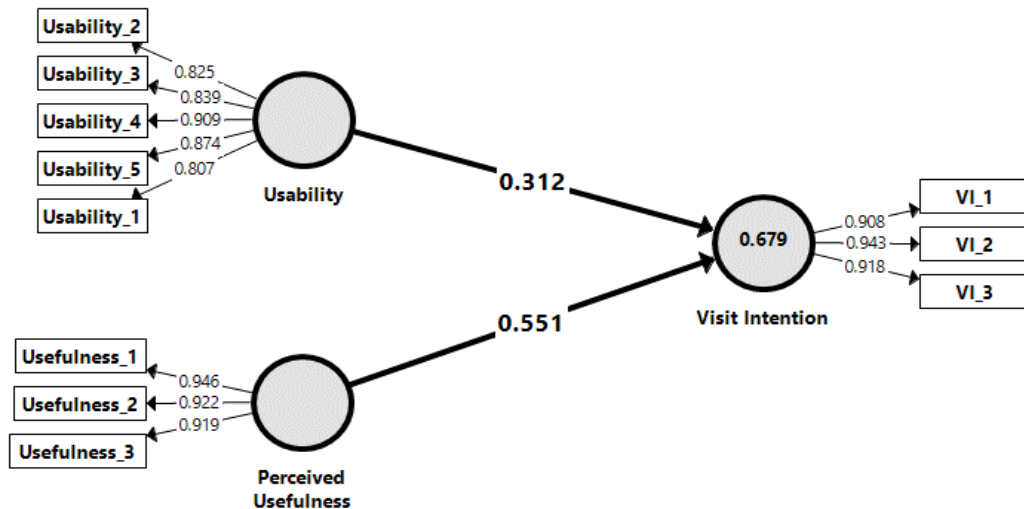 Usability_2
Usability_3
Usability_4
Usability_5
Usability_1
0.825
0.839
0.909
0.874
0.807
Usability
0.312
0.679
Visit Intention
0.908
0.943
0.918
VI_1
VI_2
VI_3
0.551
Usefulness_1
Usefulness_2
Usefulness_3
0.946
0.922
0.919
Perceived
Usefulness